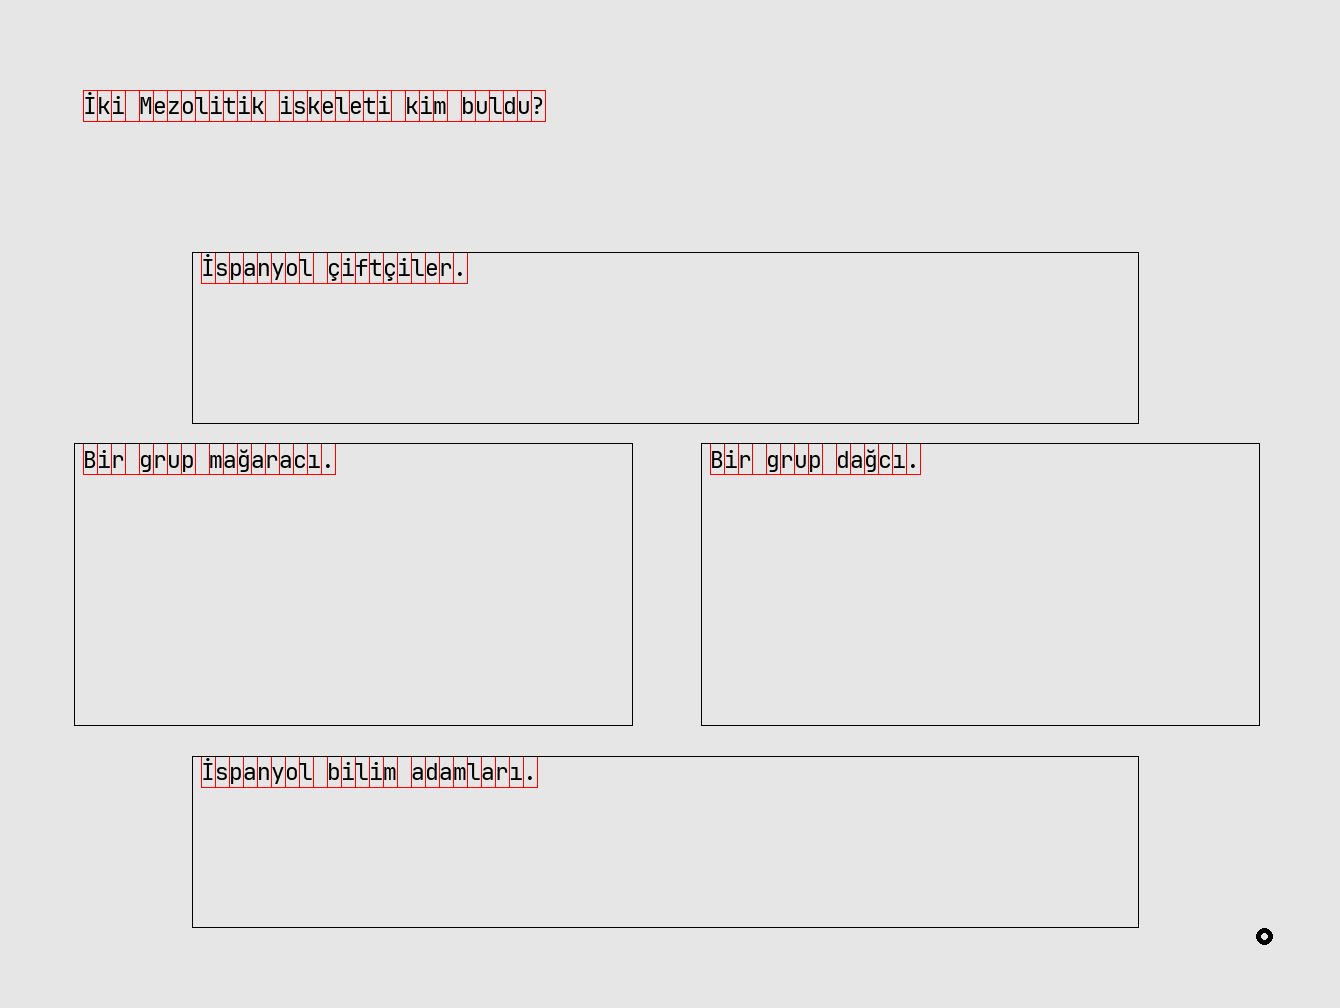 İki Mezolitik iskeleti kim buldu?
İspanyol çiftçiler.
Bir grup mağaracı.
Bir grup dağcı.
İspanyol bilim adamları.